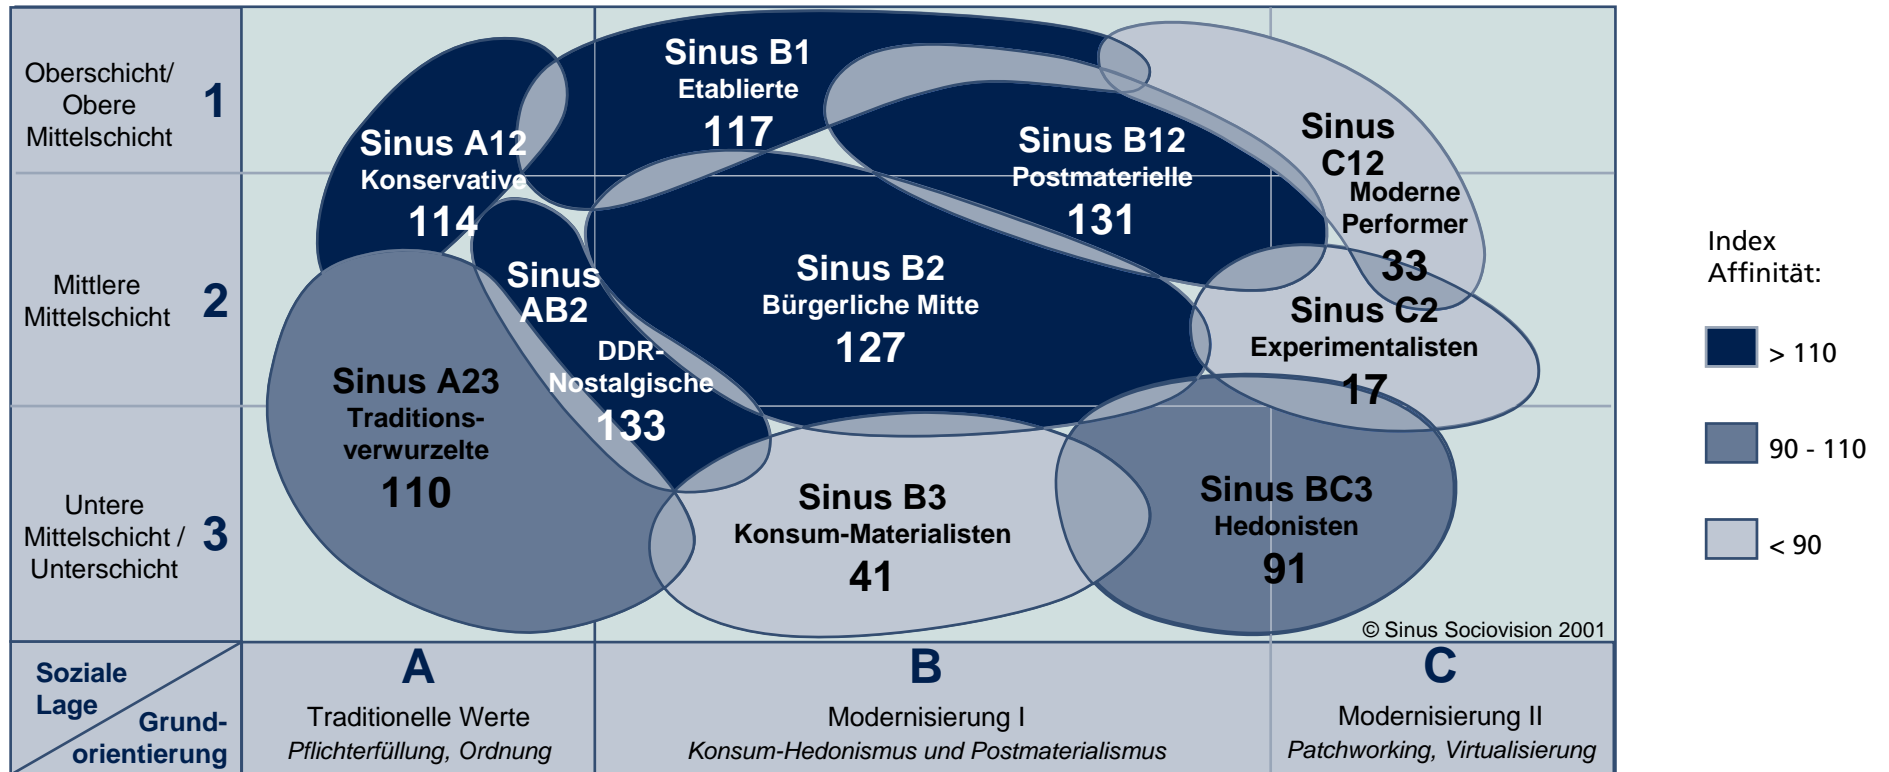 Oberschicht/
Obere
Mittelschicht
1
Mittlere
Mittelschicht
2
Untere
Mittelschicht /
Unterschicht
3
Sinus A12
Konservative
114
Sinus B1
Etablierte
117
Sinus B12
Postmaterielle
131
Sinus
C12
Moderne
Performer
33
Sinus
AB2
DDR-
Nostalgische
133
Sinus B2
Bürgerliche Mitte
127
Sinus C2
Experimentalisten
17
Sinus A23
Traditions-
verwurzelte
110
Sinus B3
Konsum-Materialisten
41
Sinus BC3
Hedonisten
91
© Sinus Sociovision 2001
Soziale
Lage
Grund-
orientierung
A
Traditionelle Werte
Pflichterfüllung, Ordnung
B
Modernisierung I
Konsum-Hedonismus und Postmaterialismus
C
Modernisierung II
Patchworking, Virtualisierung
Index
Affinität:
> 110
90 - 110
< 90